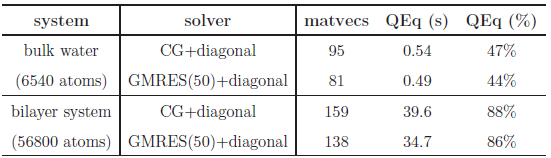 system solver matvecs QEq (s) QEq (%)
bulk water CG+diagonal 95 0.54 47%
(6540 atoms) GMRES(50)+diagonal 81 0.49 44%
bilayer system CG+diagonal 159 39.6 88%
(56800 atoms) GMRES(50)+diagonal 138 34.7 86%